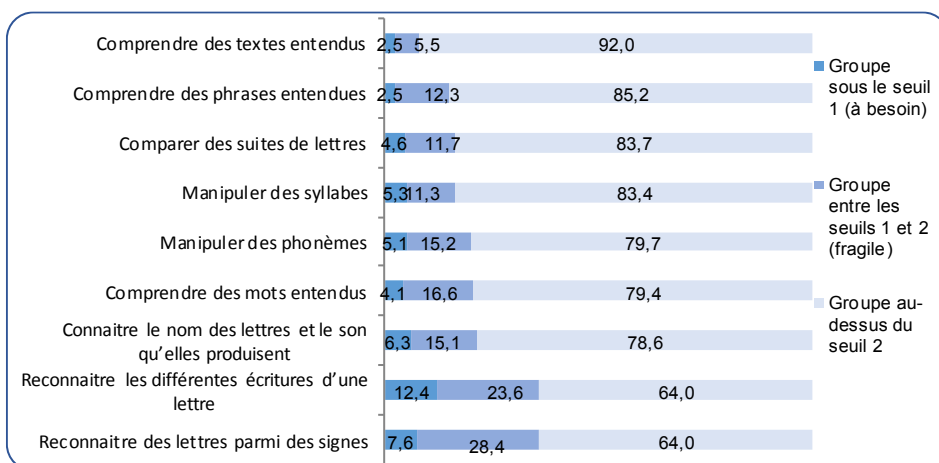 Comprendre des textes entendus 2,5 5,5 92,0
Comprendre des phrases entendues 2,5 12,3 85,2
Comparer des suites de lettres 4,6 11,7 83,7
Manipuler des syllabes 5,3 11,3 83,4
Manipuler des phonèmes 5,1 15,2 79,7
Comprendre des mots entendus 4,1 16,6 79,4
Connaitre le nom des lettres et le son
qu'elles produisent 6,3 15,1 78,6
Reconnaitre les différentes écritures d'une
lettre 12,4 23,6 64,0
Reconnaitre des lettres parmi des signes 7,6 28,4 64,0
Groupe
sous le seuil
1 (à besoin)
Groupe
entre les
seuils 1 et 2
(fragile)
Groupe au-
dessus du
seuil 2